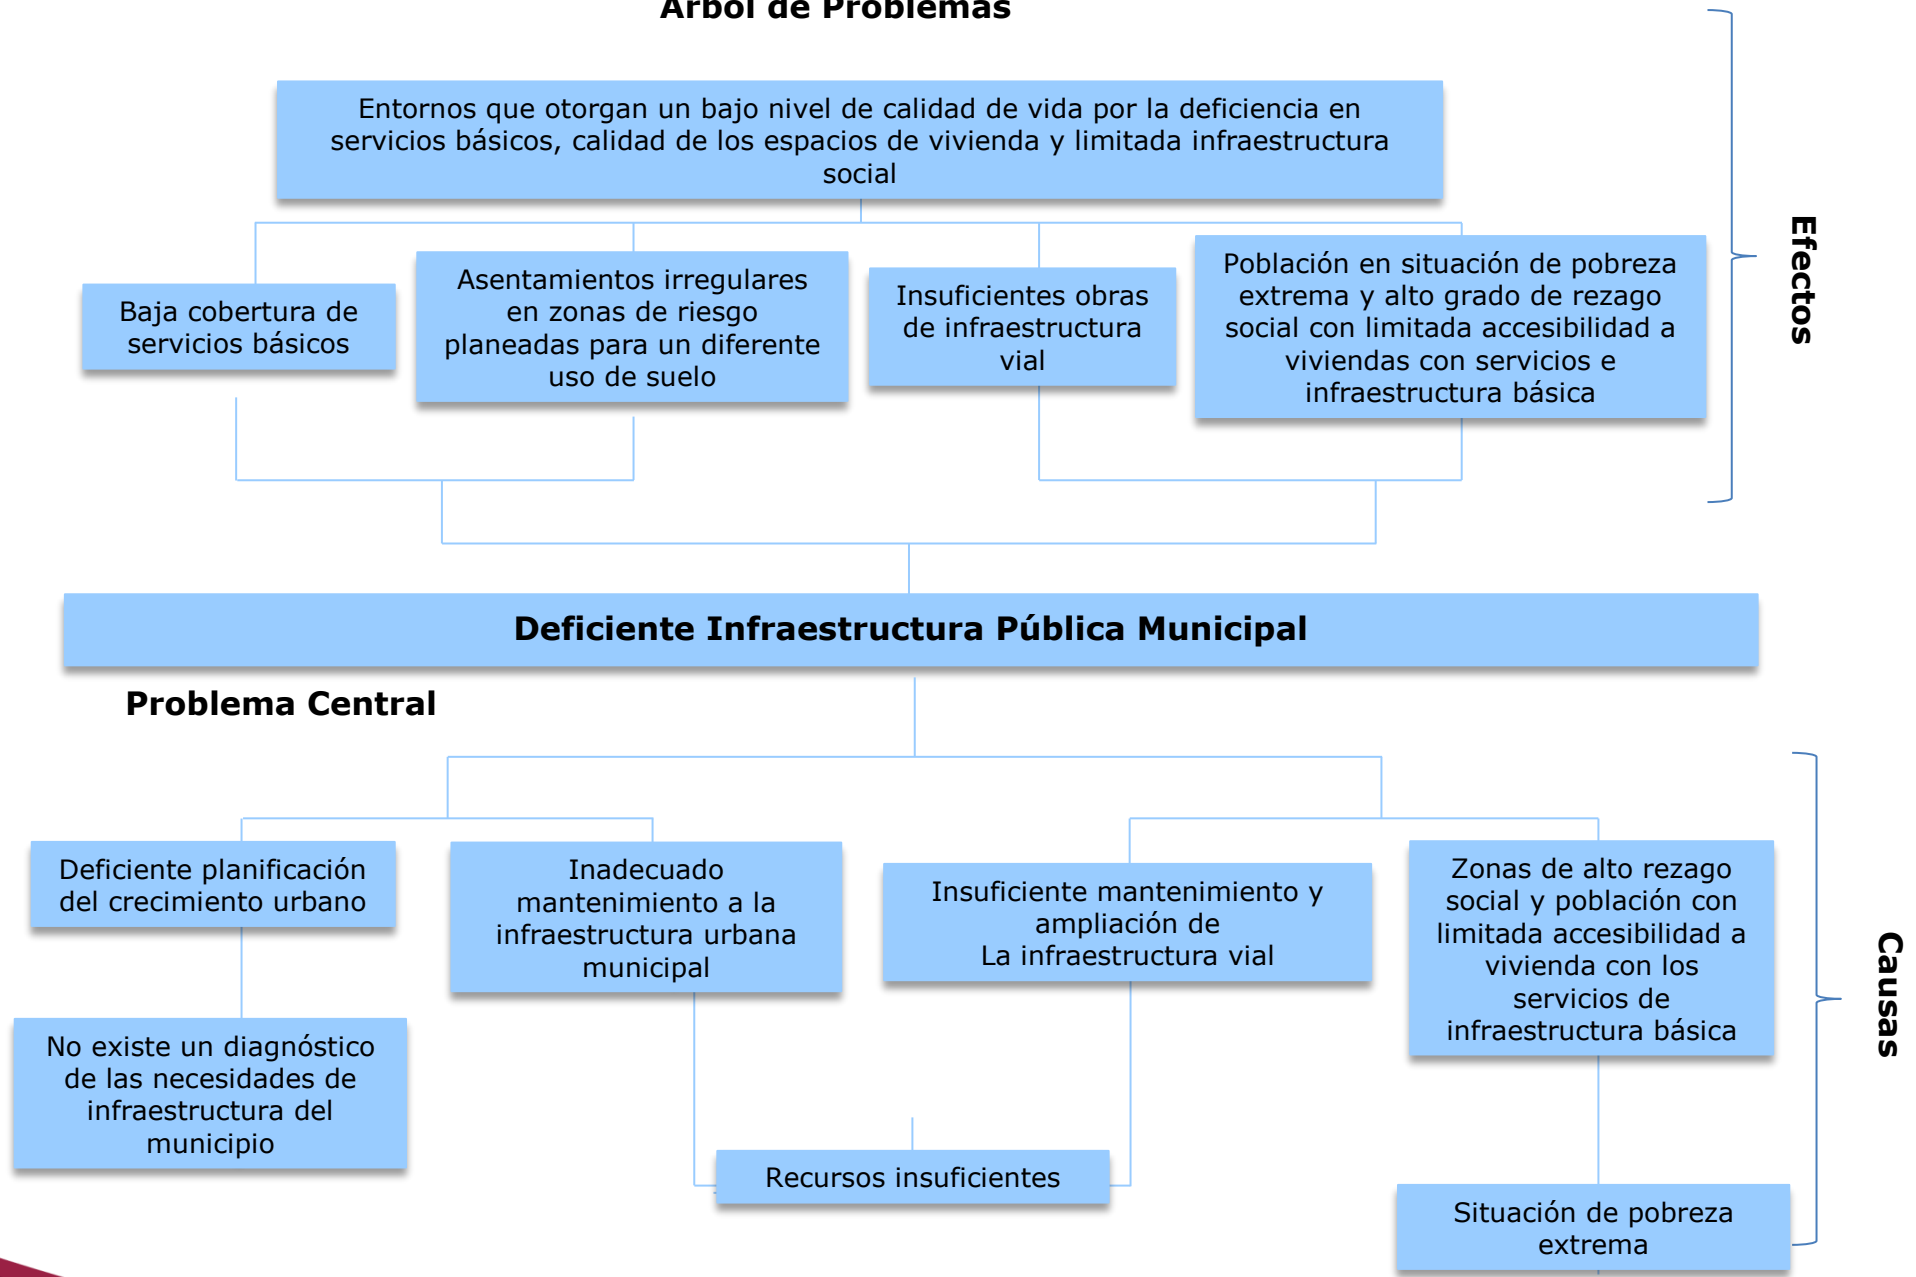 Árbol de Problemas
Entornos que otorgan un bajo nivel de calidad de vida por la deficiencia en
servicios básicos, calidad de los espacios de vivienda y limitada infraestructura
social
Baja cobertura de
servicios básicos
Asentamientos irregulares
en zonas de riesgo
planeadas para un diferente
uso de suelo
Insuficientes obras
de infraestructura
vial
Población en situación de pobreza
extrema y alto grado de rezago
social con limitada accesibilidad a
viviendas con servicios e
infraestructura básica
Efectos
Deficiente Infraestructura Pública Municipal
Problema Central
Deficiente planificación
del crecimiento urbano
Inadecuado
mantenimiento a la
infraestructura urbana
municipal
Insuficiente mantenimiento y
ampliación de
La infraestructura vial
Zonas de alto rezago
social y población con
limitada accesibilidad a
vivienda con los
servicios de
infraestructura básica
Causas
No existe un diagnóstico
de las necesidades de
infraestructura del
municipio
Recursos insuficientes
Situación de pobreza
extrema